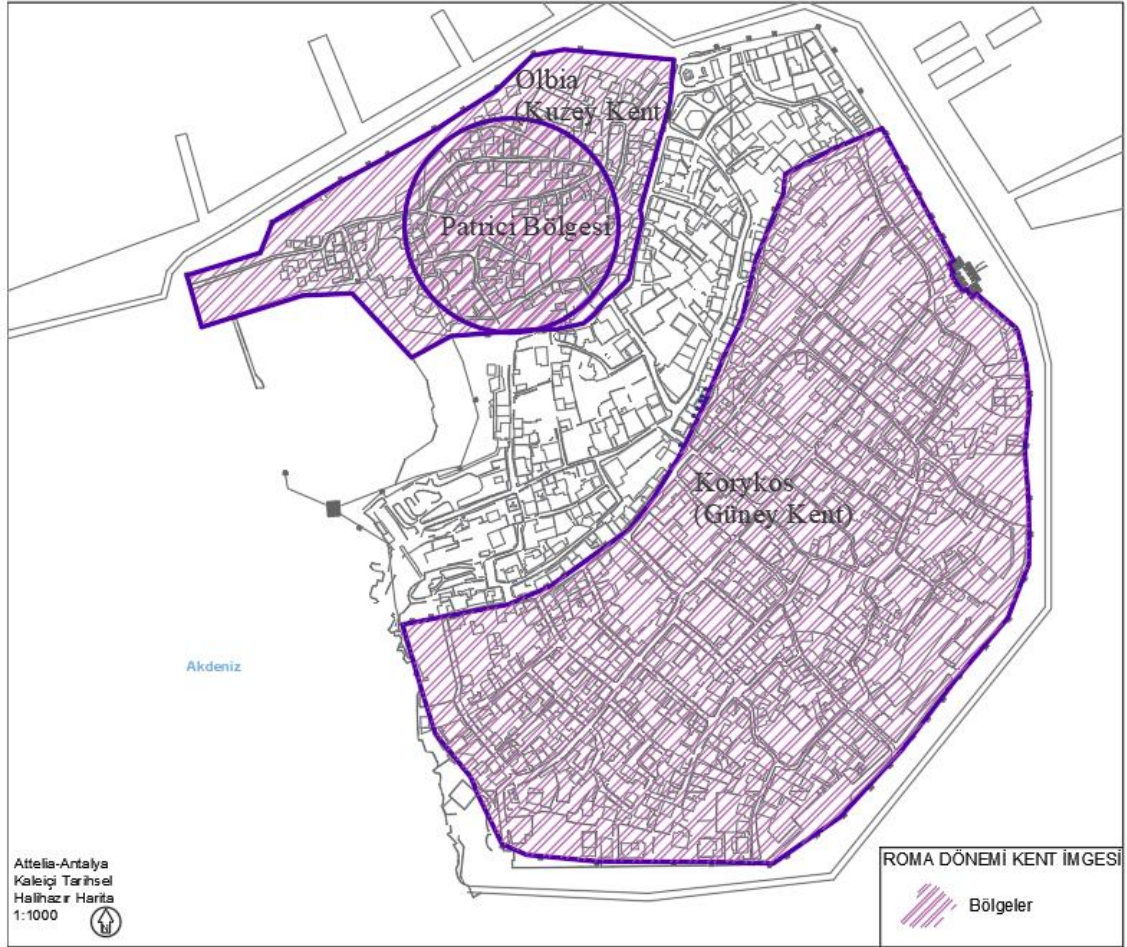 Olbia
(Kuzey Kent)
Patrici Bölgesi
Korykos
(Güney Kent)
Akdeniz
Attelia-Antalya
Kaleiçi Tarihsel
Halihazır Harita
1:1000
N
ROMA DÖNEMİ KENT İMGESİ
Bölgeler